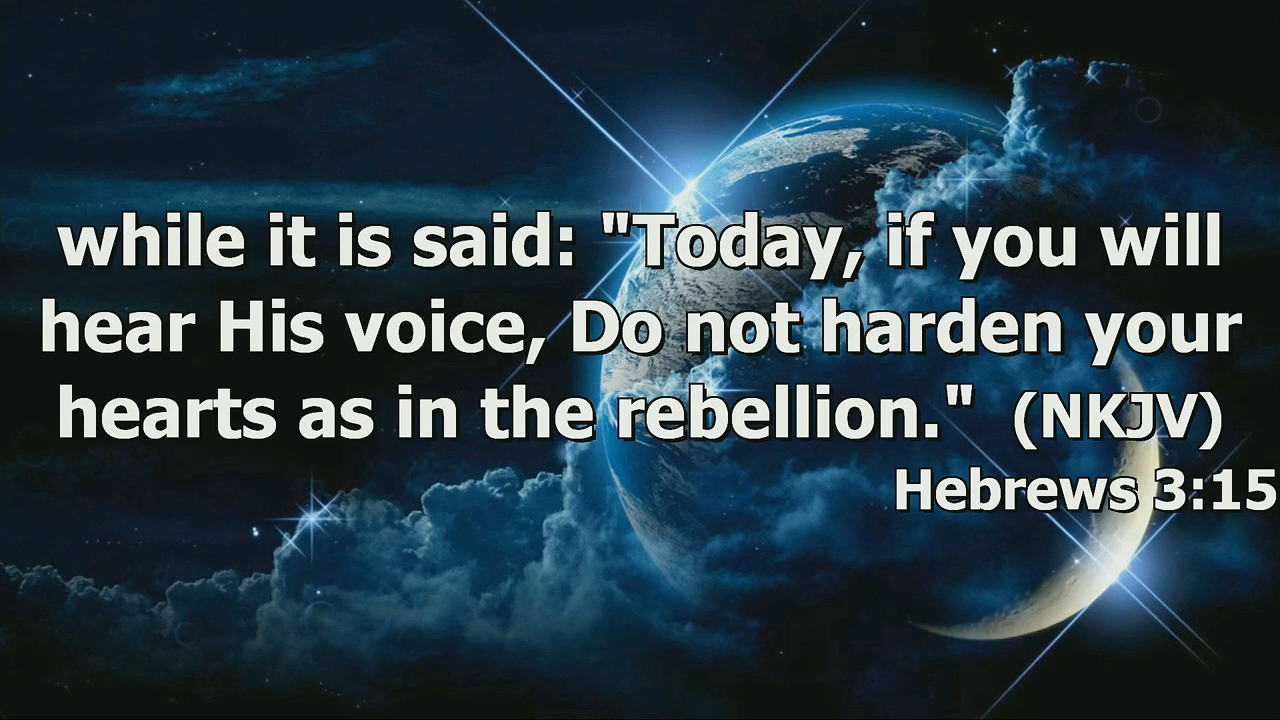 while it is said: "Today, if you will
hear His voice, Do not harden your
hearts as in the rebellion." (NKJV)
Hebrews 3:15